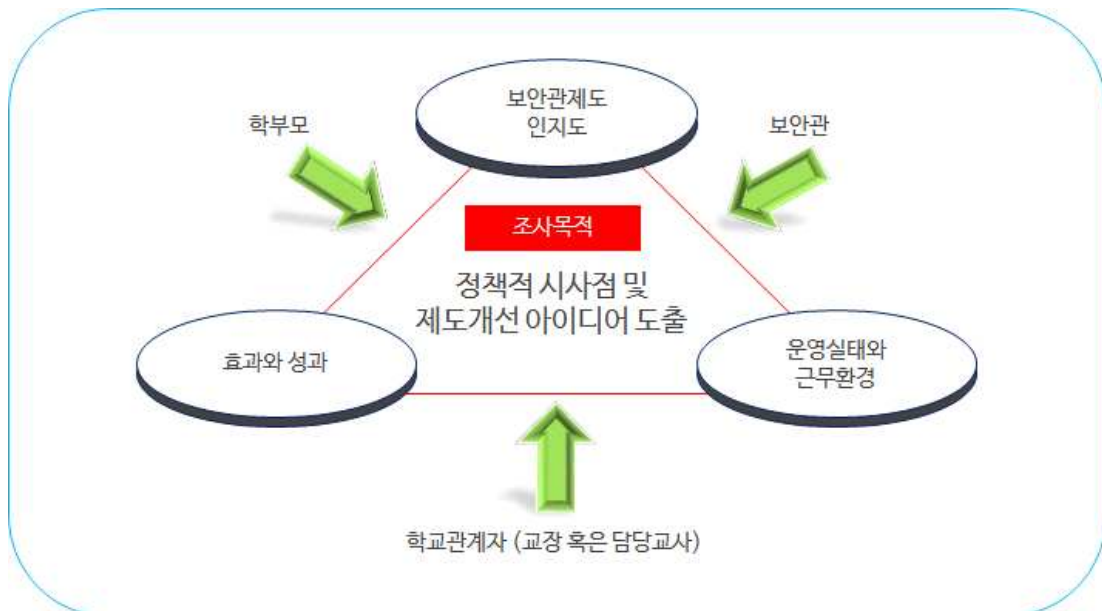 보안관제도
인지도
학부모
보안관
조사목적
정책적 시사점 및
제도개선 아이디어 도출
효과와 성과
운영실태와
근무환경
학교관계자 (교장 혹은 담당교사)